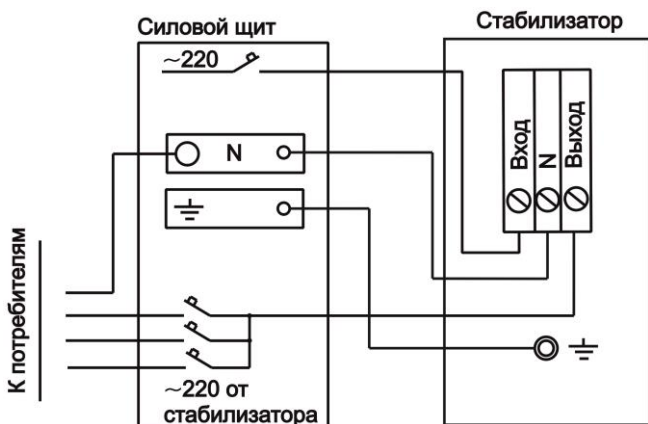 Силовой щит
Стабилизатор
~220
Вход
N
Выход
N
К потребителям
~220 от
стабилизатора